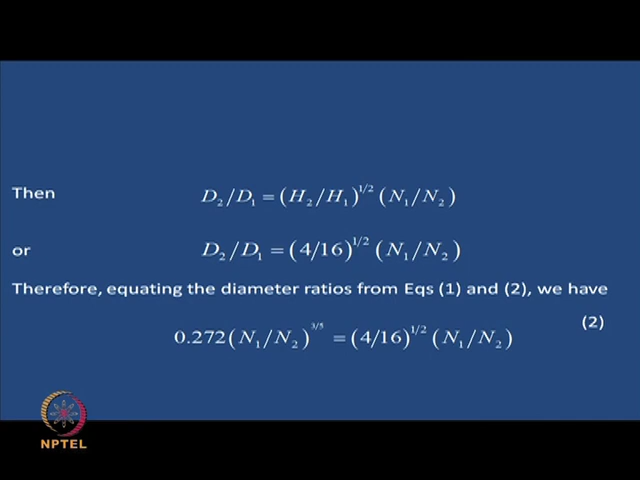 Then D₂/D₁ = (H₂/H₁)^1/2 (N₁/N₂)
or D₂/D₁ = (4/16)^1/2 (N₁/N₂)
Therefore, equating the diameter ratios from Eqs (1) and (2), we have
(2)
0.272(N₁/N₂)^3/5 = (4/16)^1/2 (N₁/N₂)
NPTEL